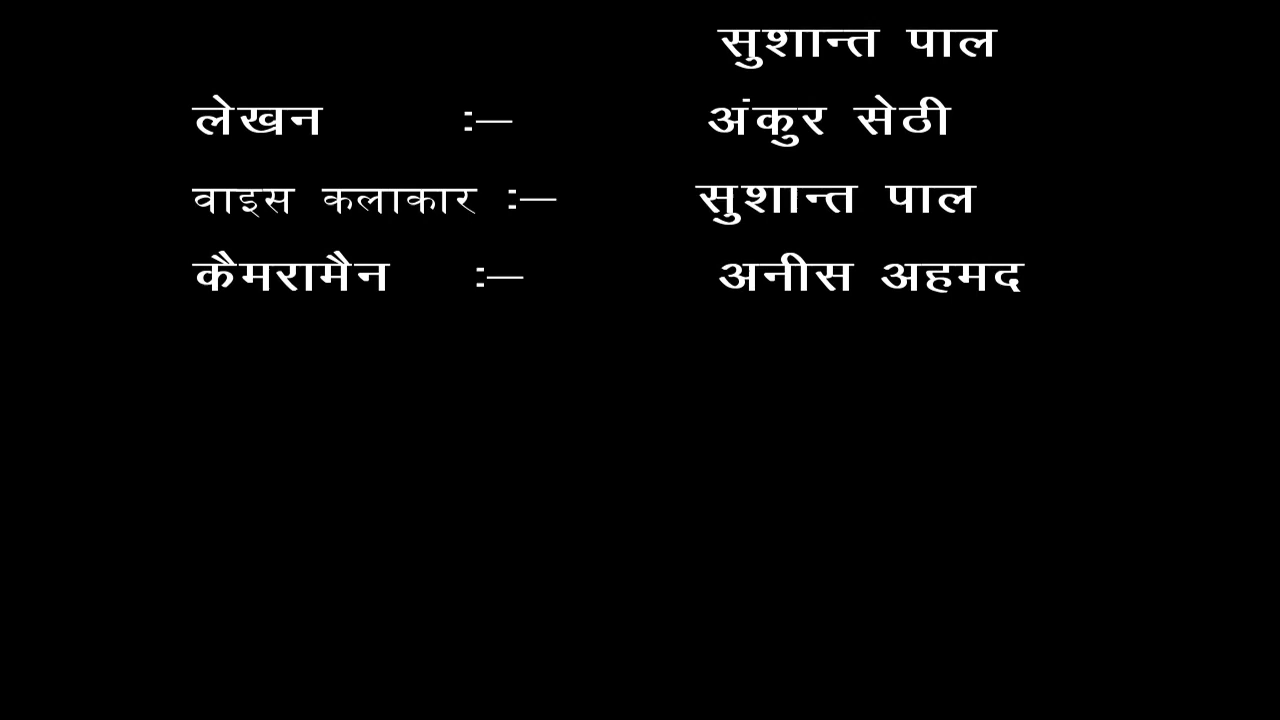 सुशान्त पाल
लेखन :— अंकुर सेठी
वाइस कलाकार :— सुशान्त पाल
कैमरामैन :— अनीस अहमद